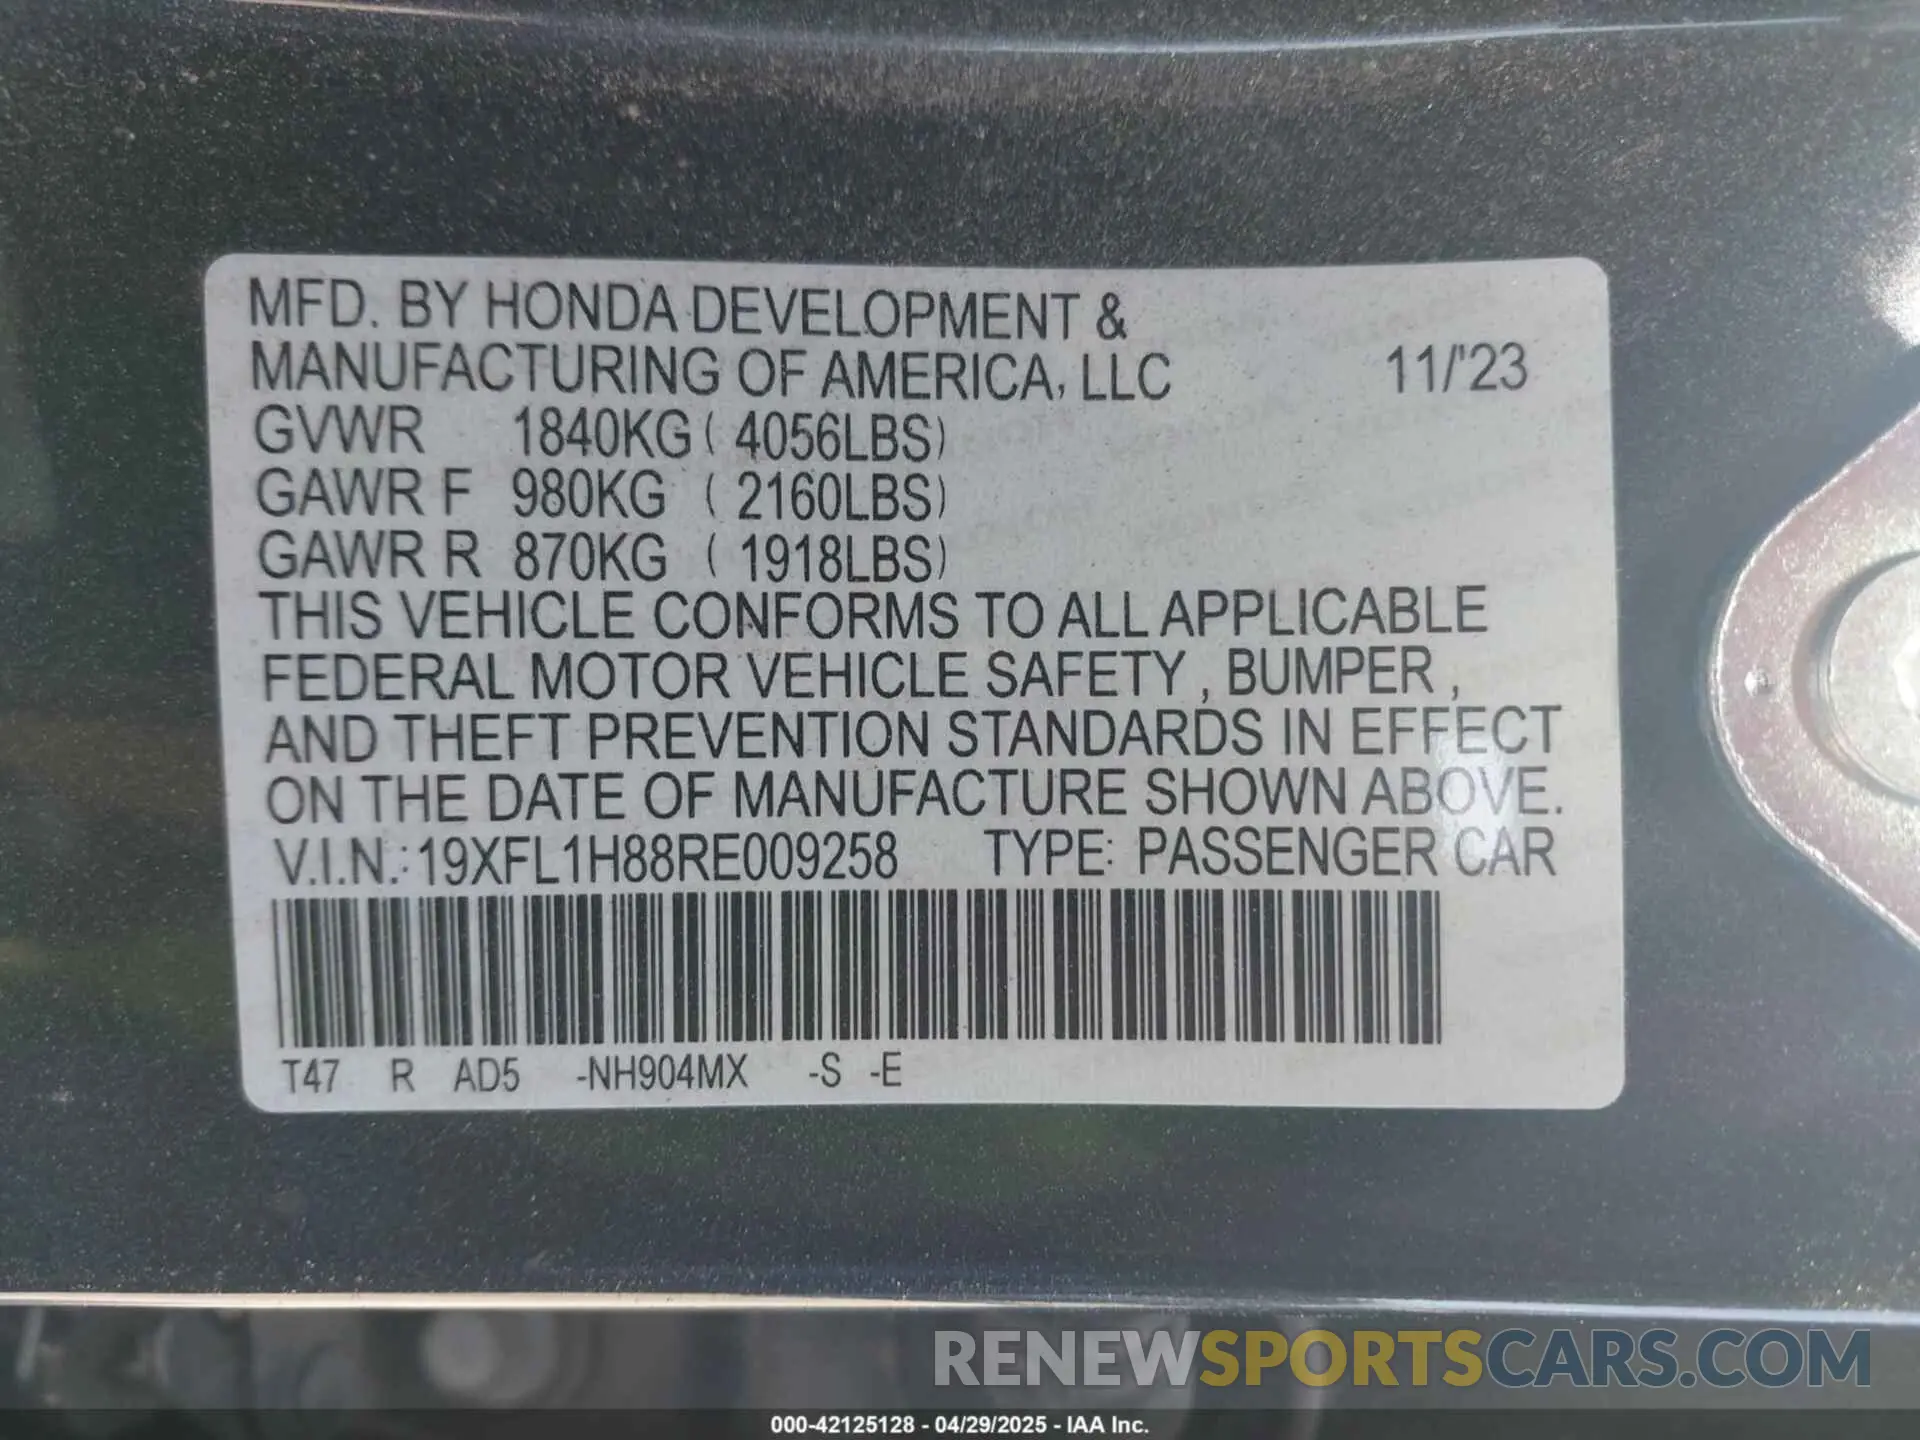 MFD. BY HONDA DEVELOPMENT &
MANUFACTURING OF AMERICA, LLC 11/'23
GVWR 1840KG ( 4056LBS)
GAWR F 980KG ( 2160LBS)
GAWR R 870KG ( 1918LBS)
THIS VEHICLE CONFORMS TO ALL APPLICABLE
FEDERAL MOTOR VEHICLE SAFETY , BUMPER ,
AND THEFT PREVENTION STANDARDS IN EFFECT
ON THE DATE OF MANUFACTURE SHOWN ABOVE.
V.I.N.: 19XFL1H88RE009258 TYPE: PASSENGER CAR
T47 R AD5 -NH904MX -S -E
RENEWSPORTSCARS.COM
000-42125128 - 04/29/2025 - IAA Inc.